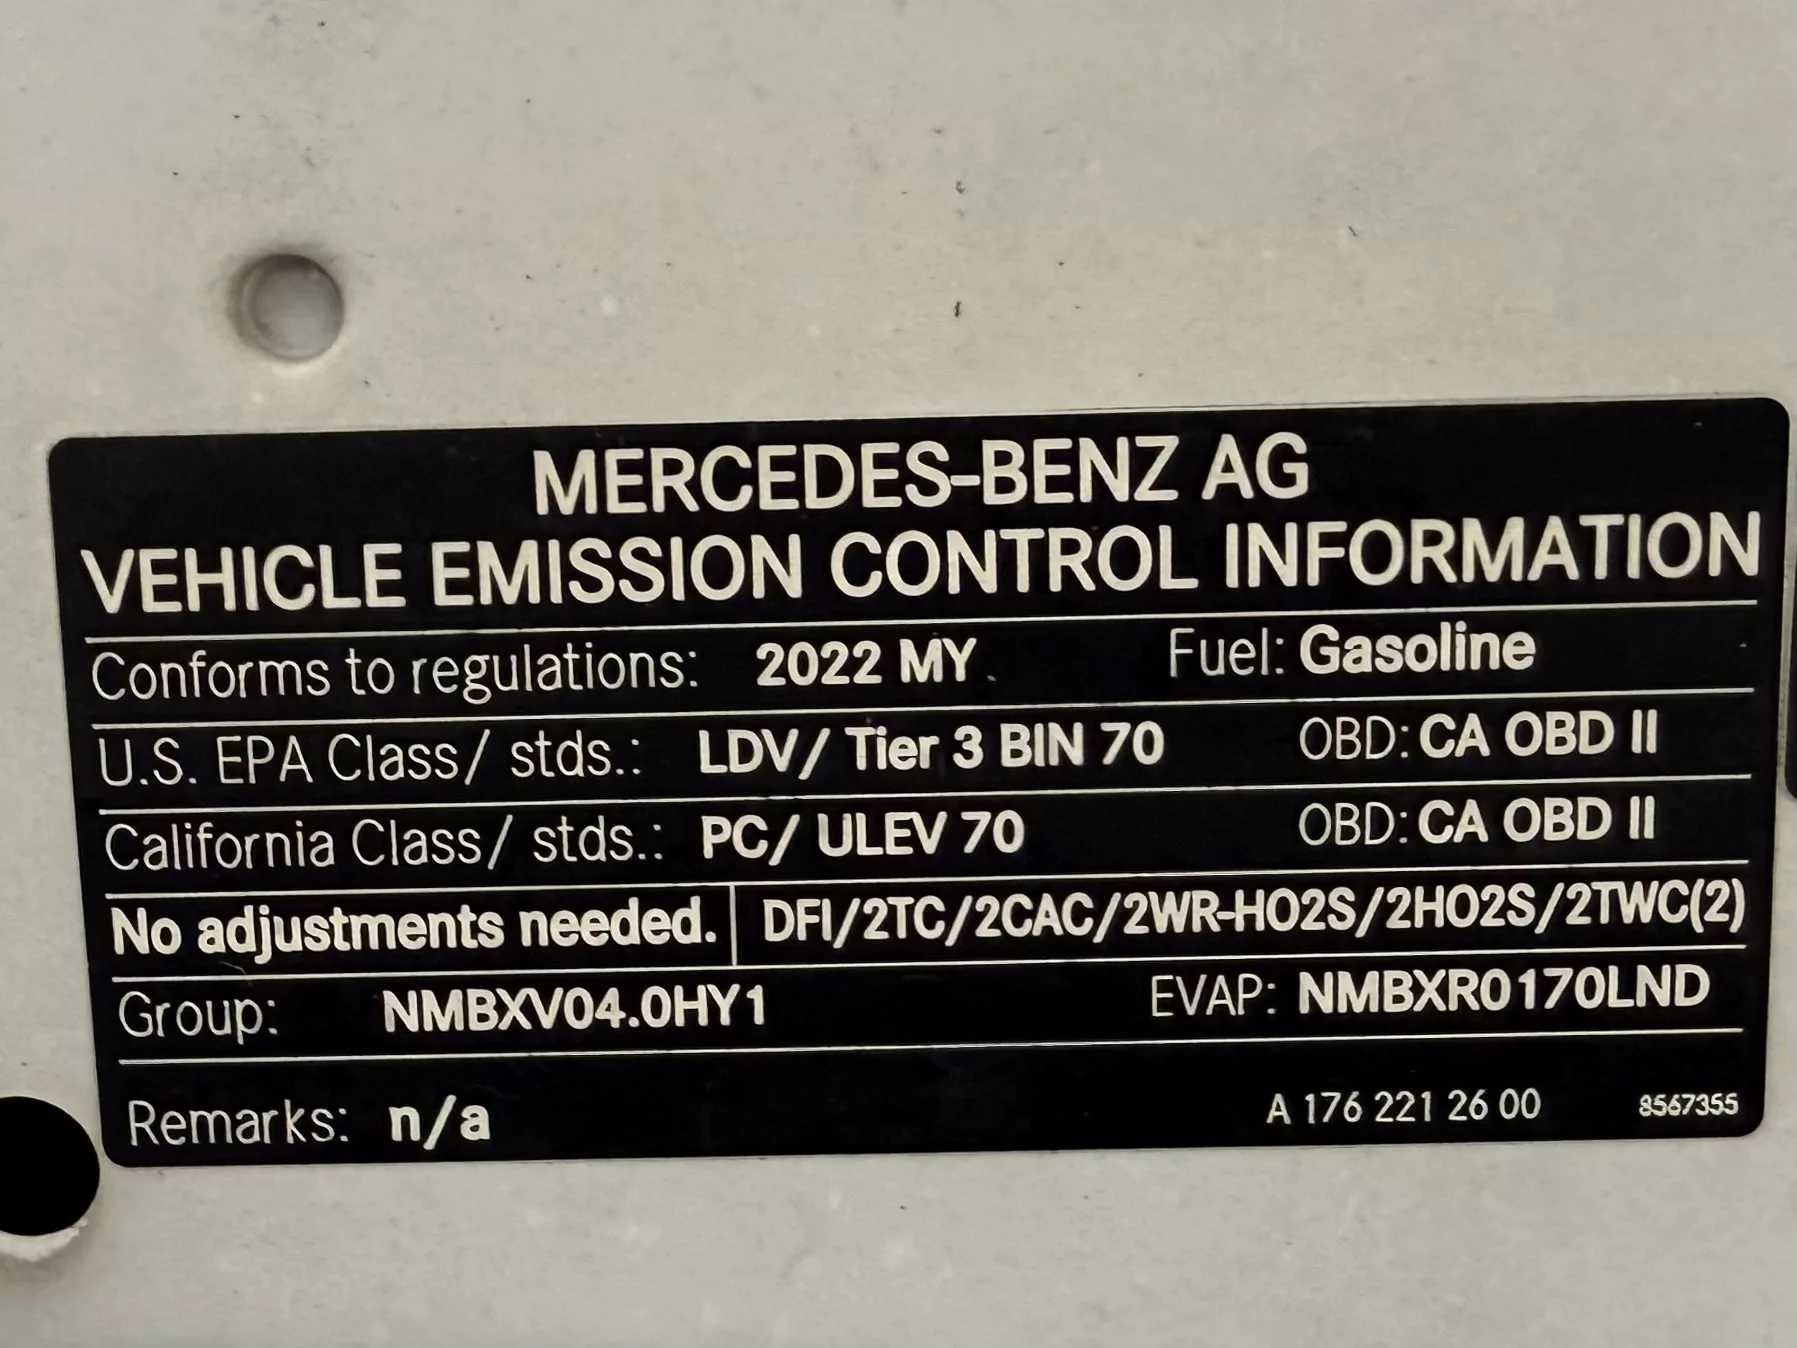 MERCEDES-BENZ AG
VEHICLE EMISSION CONTROL INFORMATION
Conforms to regulations: 2022 MY. Fuel: Gasoline
U.S. EPA Class/ stds.: LDV/ Tier 3 BIN 70 OBD: CA OBD II
California Class/ stds.: PC/ ULEV 70 OBD: CA OBD II
No adjustments needed. DFI/2TC/2CAC/2WR-HO2S/2HO2S/2TWC(2)
Group: NMBXV04.0HY1 EVAP: NMBXR0170LND
Remarks: n/a A 176 221 26 00 8567355